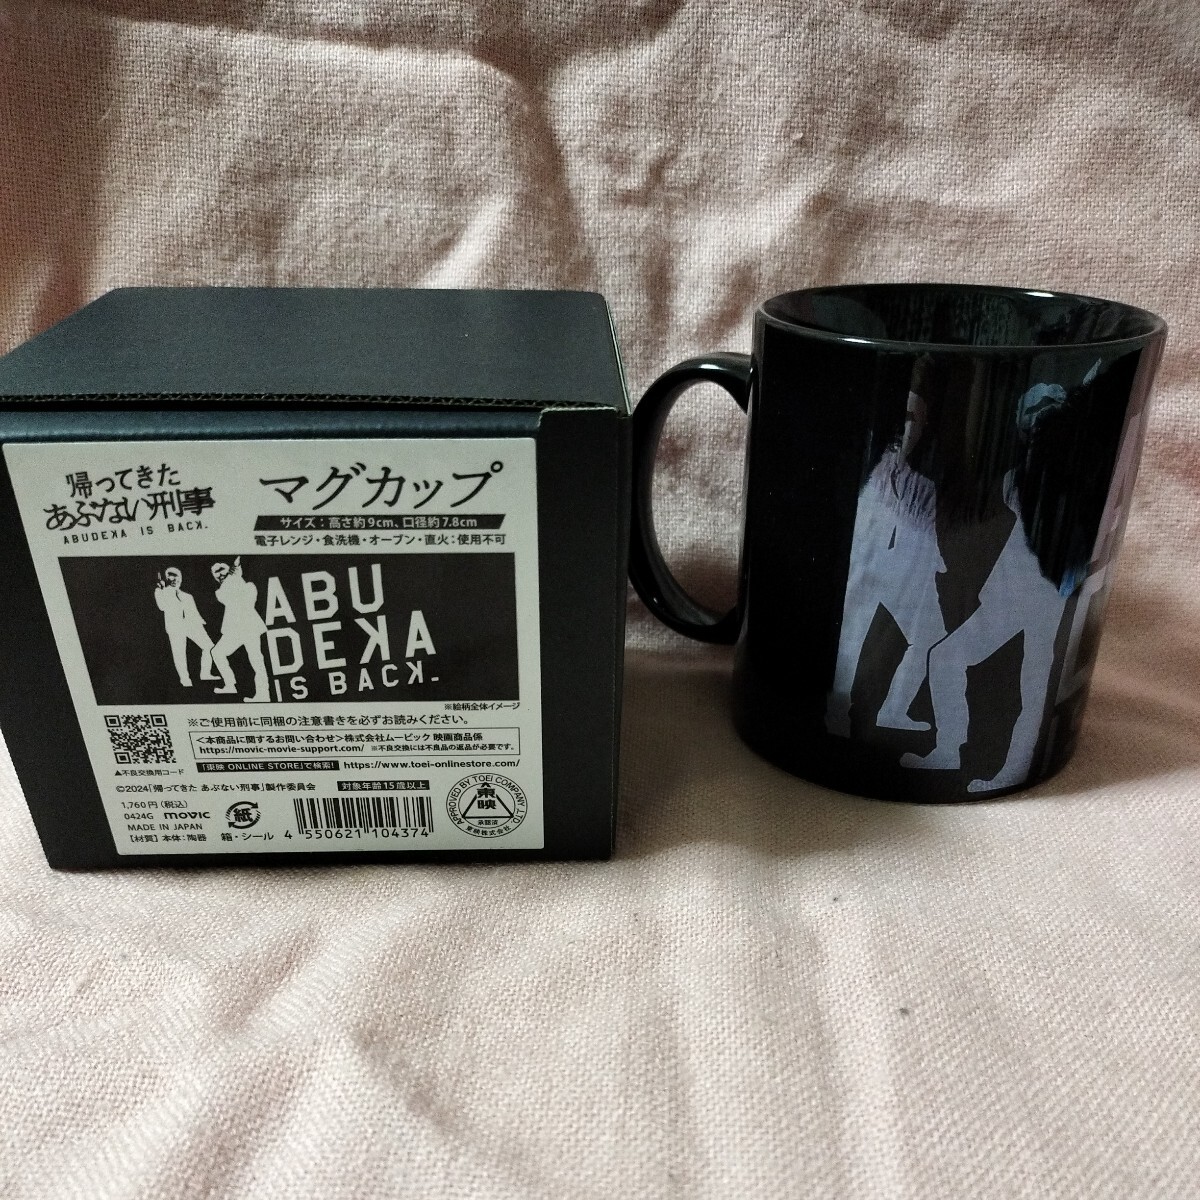 帰ってきた
あぶない刑事
ABUDEKA IS BACK.
マグカップ
サイズ：高さ約9cm、口径約7.8cm
電子レンジ・食洗機・オーブン・直火：使用不可
ABU
DEKA
IS BACK.
※絵柄全体イメージ
※ご使用前に同梱の注意書きを必ずお読みください。
＜本商品に関するお問い合わせ＞株式会社ムービック 映画商品係
https://movic-movie-support.com/ ※不良交換には不良品の返品が必要です。
▲不良交換用コード
「東映 ONLINE STORE」で検索! https://www.toei-onlinestore.com/
©2024「帰ってきた あぶない刑事」製作委員会
対象年齢15歳以上
1,760円（税込）
0424G movic
MADE IN JAPAN
【材質】本体：陶器
紙
箱・シール
4 550621 104374
APPROVED BY TOEI COMPANY, LTD.
東映
承認済
東映株式会社